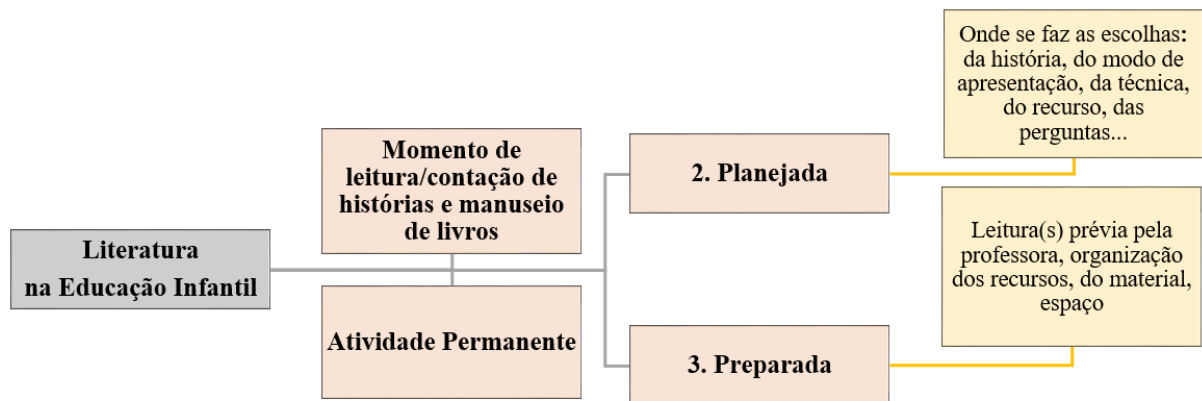 Literatura
na Educação Infantil
Momento de
leitura/contação de
histórias e manuseio
de livros
Atividade Permanente
2. Planejada
Onde se faz as escolhas:
da história, do modo de
apresentação, da técnica,
do recurso, das
perguntas...
3. Preparada
Leitura(s) prévia pela
professora, organização
dos recursos, do material,
espaço